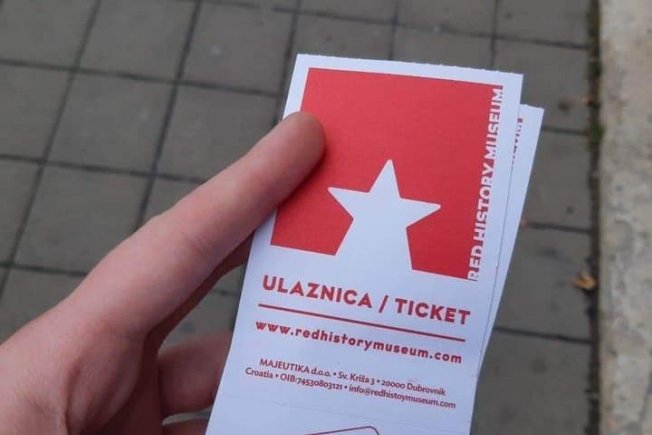 RED HISTORY MUSEUM
ULAZNICA / TICKET
www.redhistorymuseum.com
MAJEUTIKA d.o.o. • Sv. Križa 3 • 20000 Dubrovnik
Croatia • OIB:74530803121 • info@redhistoymuseum.com